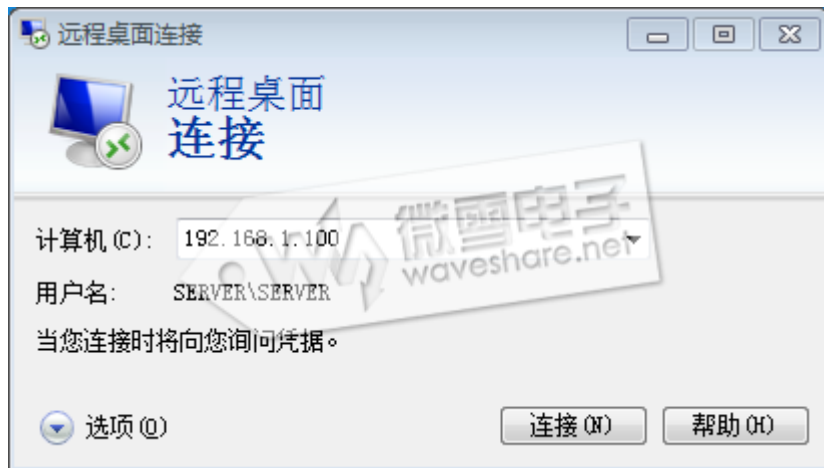 远程桌面连接
远程桌面
连接
计算机(C): 192.168.1.100
用户名: SERVER\SERVER
当您连接时将向您询问凭据。
选项(O) 连接(N) 帮助(H)
微雪电子
waveshare.net